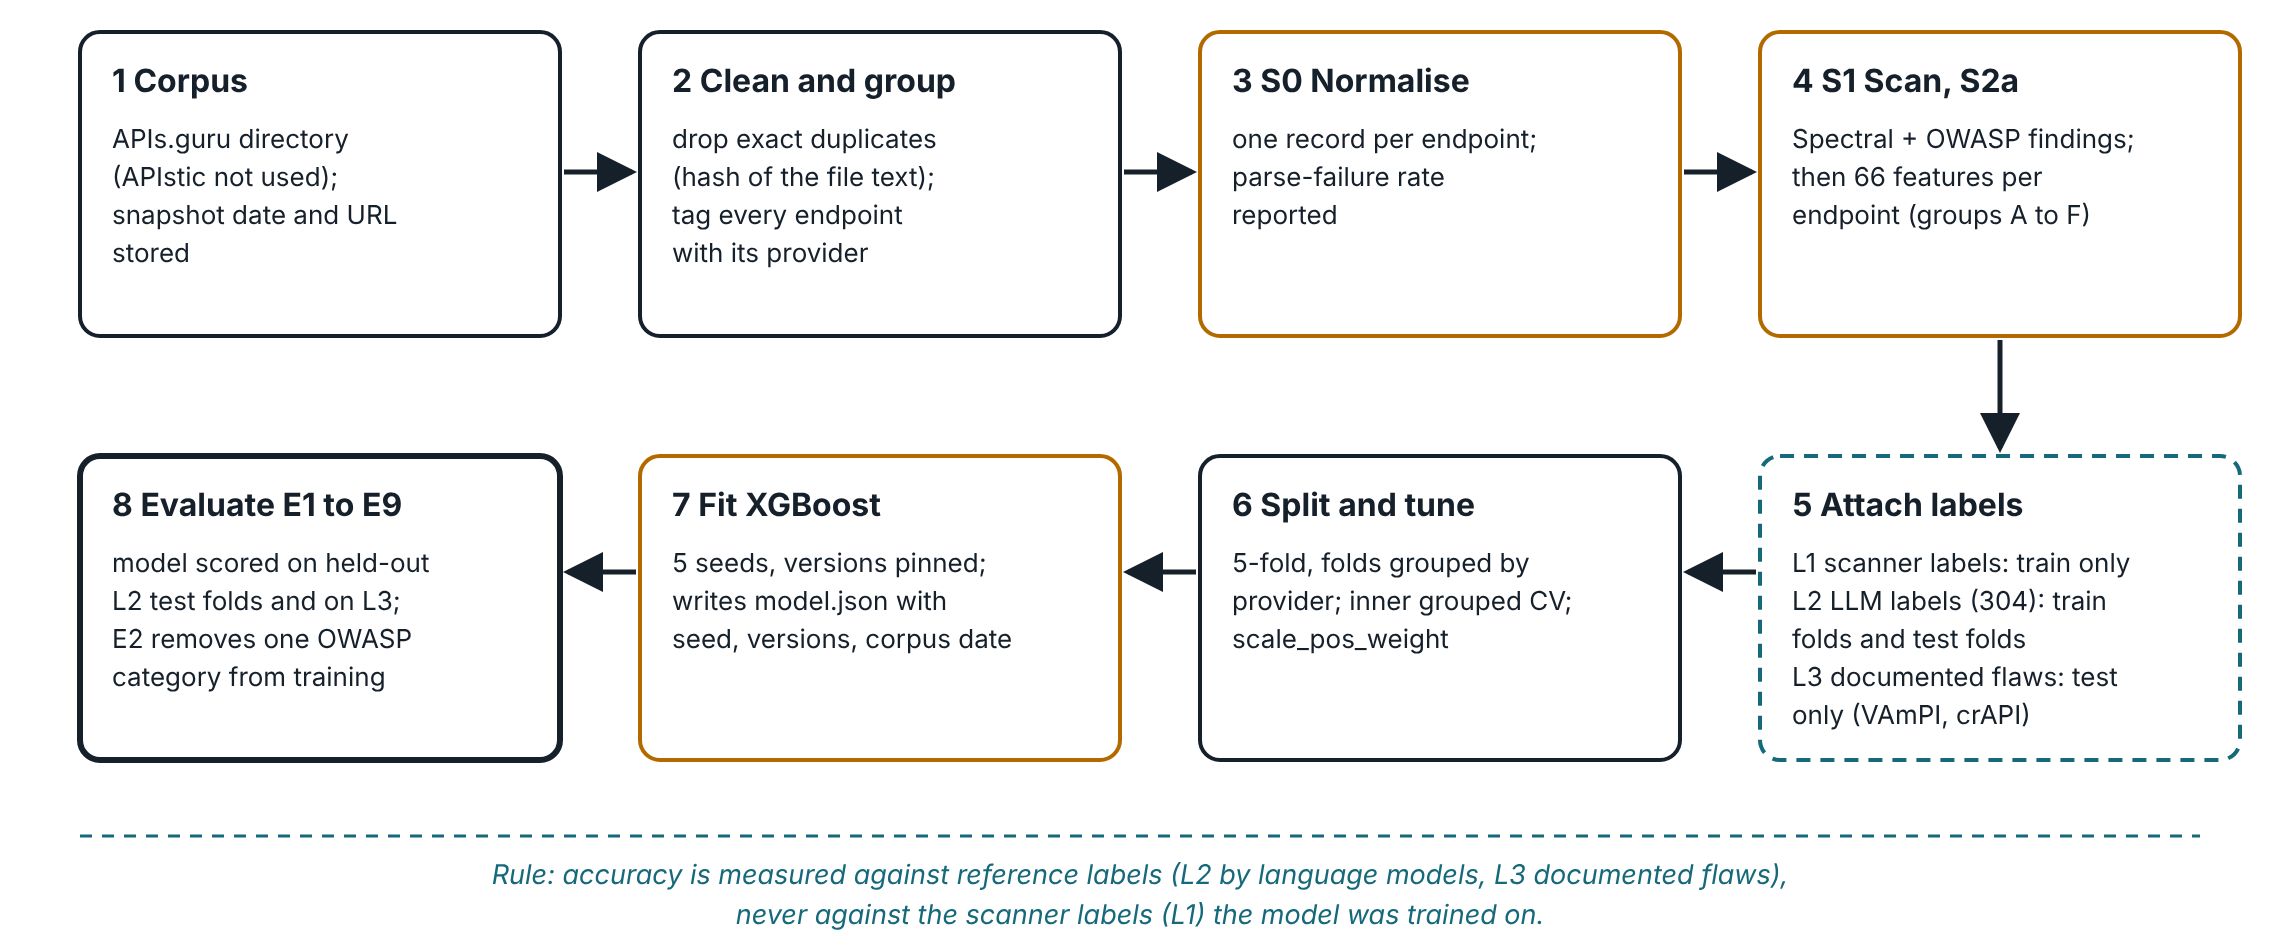 1 Corpus
APIs.guru directory
(APIstic not used);
snapshot date and URL
stored
2 Clean and group
drop exact duplicates
(hash of the file text);
tag every endpoint
with its provider
3 S0 Normalise
one record per endpoint;
parse-failure rate
reported
4 S1 Scan, S2a
Spectral + OWASP findings;
then 66 features per
endpoint (groups A to F)
5 Attach labels
L1 scanner labels: train only
L2 LLM labels (304): train
folds and test folds
L3 documented flaws: test
only (VAmPI, crAPI)
6 Split and tune
5-fold, folds grouped by
provider; inner grouped CV;
scale_pos_weight
7 Fit XGBoost
5 seeds, versions pinned;
writes model.json with
seed, versions, corpus date
8 Evaluate E1 to E9
model scored on held-out
L2 test folds and on L3;
E2 removes one OWASP
category from training
Rule: accuracy is measured against reference labels (L2 by language models, L3 documented flaws),
never against the scanner labels (L1) the model was trained on.